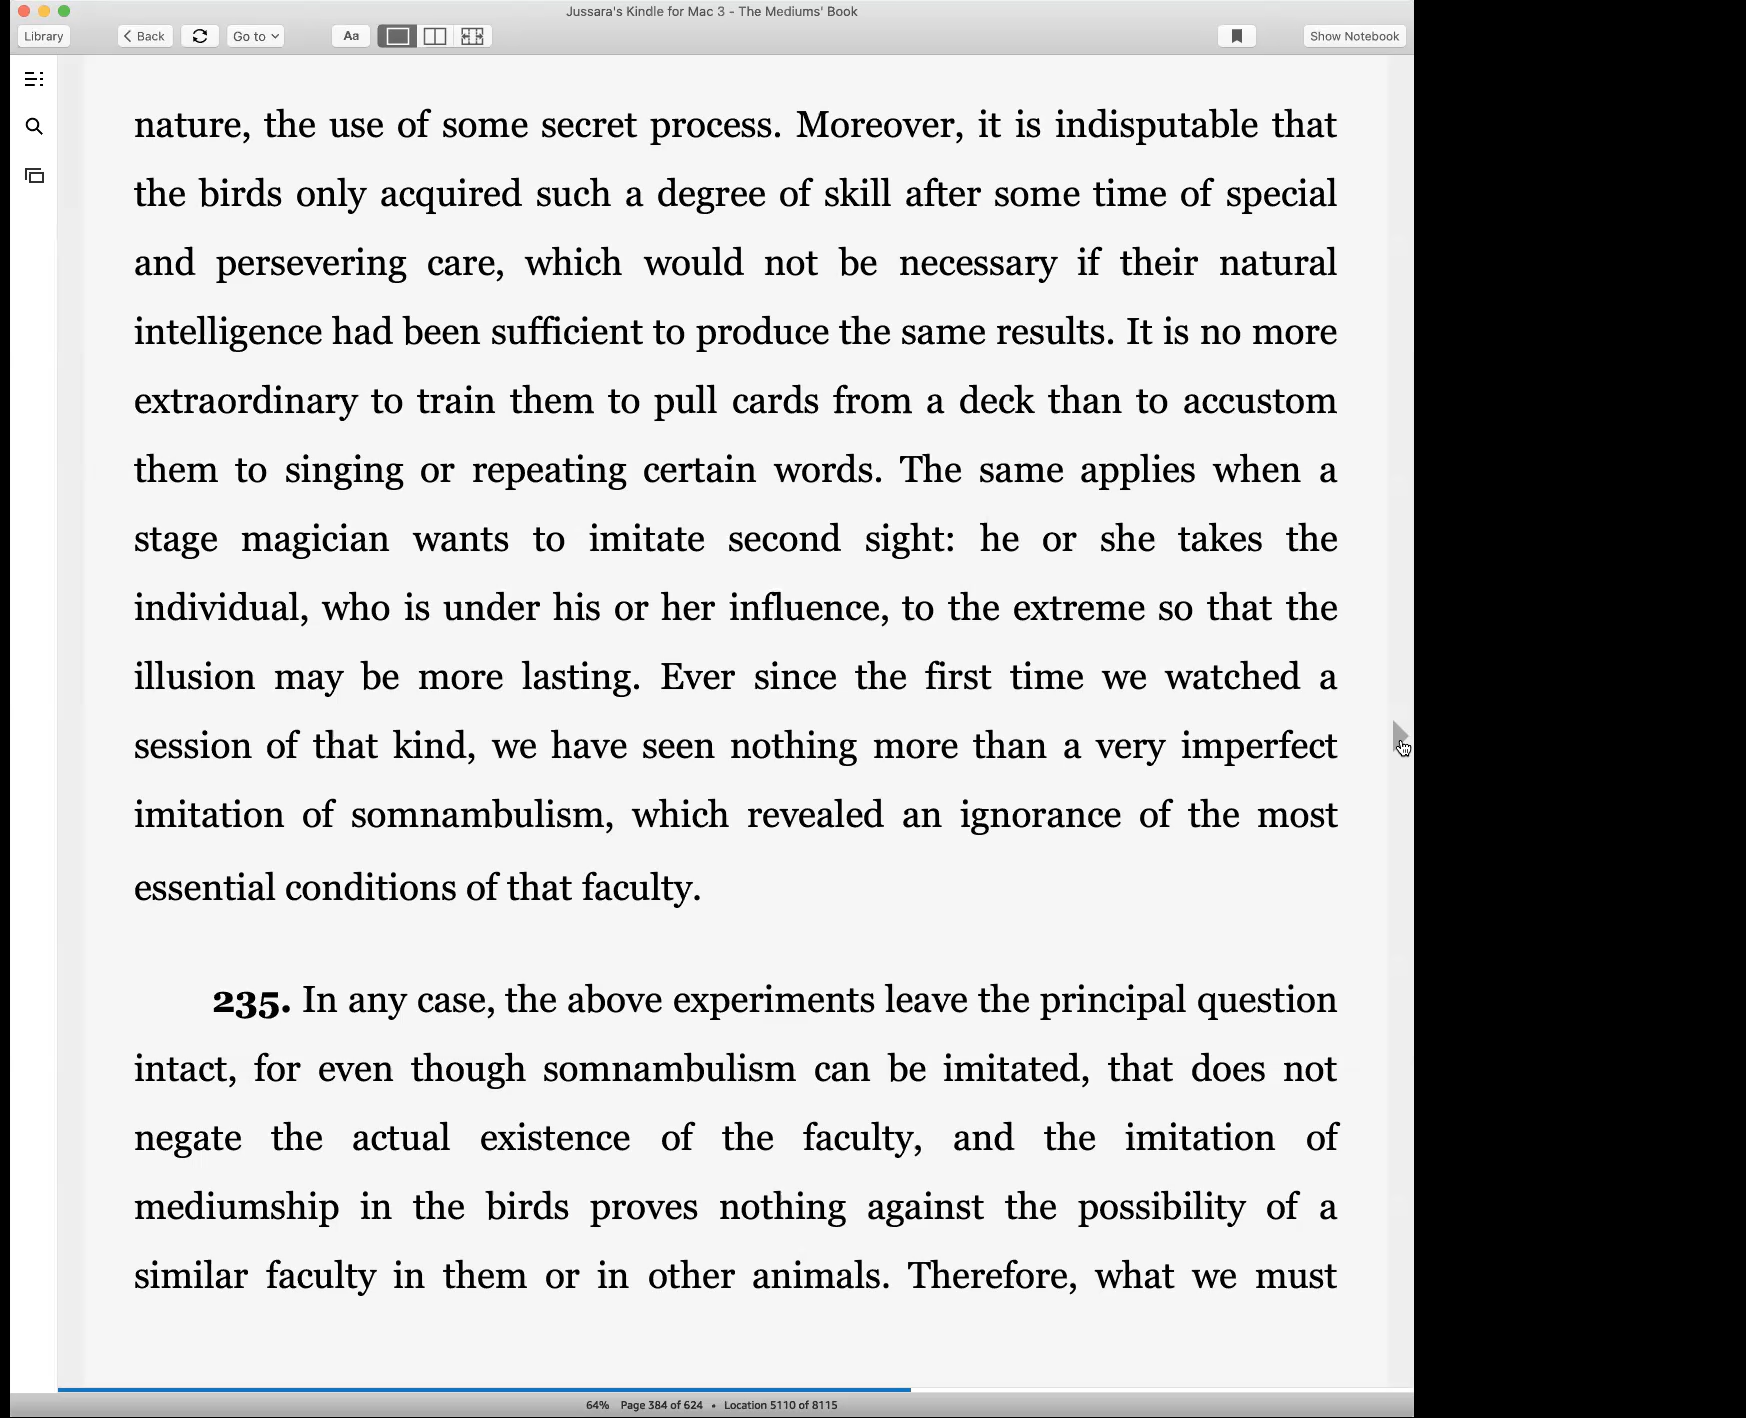 Jussara's Kindle for Mac 3 - The Mediums' Book
Library
Back
Go to
Aa
Show Notebook
nature, the use of some secret process. Moreover, it is indisputable that
the birds only acquired such a degree of skill after some time of special
and persevering care, which would not be necessary if their natural
intelligence had been sufficient to produce the same results. It is no more
extraordinary to train them to pull cards from a deck than to accustom
them to singing or repeating certain words. The same applies when a
stage magician wants to imitate second sight: he or she takes the
individual, who is under his or her influence, to the extreme so that the
illusion may be more lasting. Ever since the first time we watched a
session of that kind, we have seen nothing more than a very imperfect
imitation of somnambulism, which revealed an ignorance of the most
essential conditions of that faculty.
235. In any case, the above experiments leave the principal question
intact, for even though somnambulism can be imitated, that does not
negate the actual existence of the faculty, and the imitation of
mediumship in the birds proves nothing against the possibility of a
similar faculty in them or in other animals. Therefore, what we must
64% Page 384 of 624 • Location 5110 of 8115